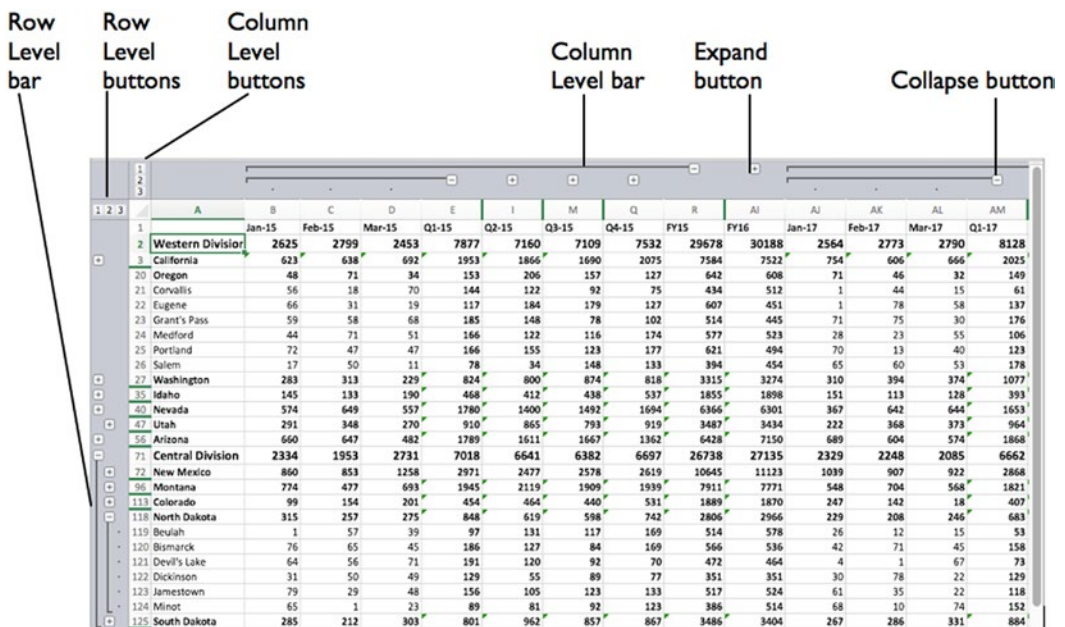 Row Level bar
Row Level buttons
Column Level buttons
Column Level bar
Expand button
Collapse button
1
2
3
1 2 3
A B C D E I M Q R AI AJ AK AL AM
1 Jan-15 Feb-15 Mar-15 Q1-15 Q2-15 Q3-15 Q4-15 FY15 FY16 Jan-17 Feb-17 Mar-17 Q1-17
2 Western Division 2625 2799 2453 7877 7160 7109 7532 29678 30188 2564 2773 2790 8128
3 California 623 638 692 1953 1866 1690 2075 7584 7522 754 606 666 2025
20 Oregon 48 71 34 153 206 157 127 642 608 71 46 32 149
21 Corvallis 56 18 70 144 122 92 75 434 512 1 44 15 61
22 Eugene 66 31 19 117 184 179 127 607 451 1 78 58 137
23 Grant's Pass 59 58 68 185 148 78 102 514 445 71 75 30 176
24 Medford 44 71 51 166 122 116 174 577 523 28 23 55 106
25 Portland 72 47 47 166 155 123 177 621 494 70 13 40 123
26 Salem 17 50 11 78 34 148 133 394 454 65 60 53 178
27 Washington 283 313 229 824 800 874 818 3315 3274 310 394 374 1077
35 Idaho 145 133 190 468 412 438 537 1855 1898 151 113 128 393
40 Nevada 574 649 557 1780 1400 1492 1694 6366 6301 367 642 644 1653
47 Utah 291 348 270 910 865 793 919 3487 3434 222 368 373 964
56 Arizona 660 647 482 1789 1611 1667 1362 6428 7150 689 604 574 1868
71 Central Division 2334 1953 2731 7018 6641 6382 6697 26738 27135 2329 2248 2085 6662
72 New Mexico 860 853 1258 2971 2477 2578 2619 10645 11123 1039 907 922 2868
96 Montana 774 477 693 1945 2119 1909 1939 7911 7771 548 704 568 1821
113 Colorado 99 154 201 454 464 440 531 1889 1870 247 142 18 407
118 North Dakota 315 257 275 848 619 598 742 2806 2966 229 208 246 683
119 Beulah 1 57 39 97 131 117 169 514 578 26 12 15 53
120 Bismarck 76 65 45 186 127 84 169 566 536 42 71 45 158
121 Devil's Lake 64 56 71 191 120 92 70 472 464 4 1 67 73
122 Dickinson 31 50 49 129 55 89 77 351 351 30 78 22 129
123 Jamestown 79 29 48 156 105 123 133 517 524 61 35 22 118
124 Minot 65 1 23 89 81 92 123 386 514 68 10 74 152
125 South Dakota 285 212 303 801 962 857 867 3486 3404 267 286 331 884